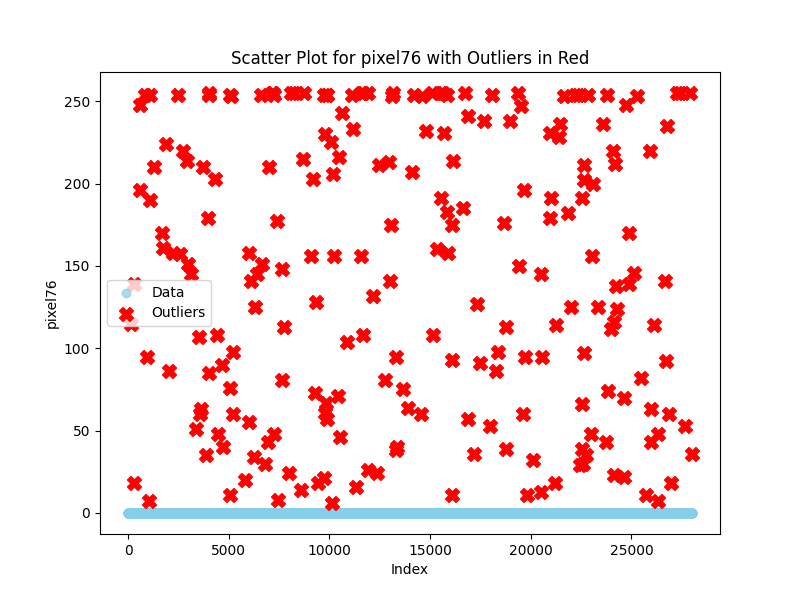 Scatter Plot for pixel76 with Outliers in Red
250
200
150
100
50
0
pixel76
Data
Outliers
0 5000 10000 15000 20000 25000
Index